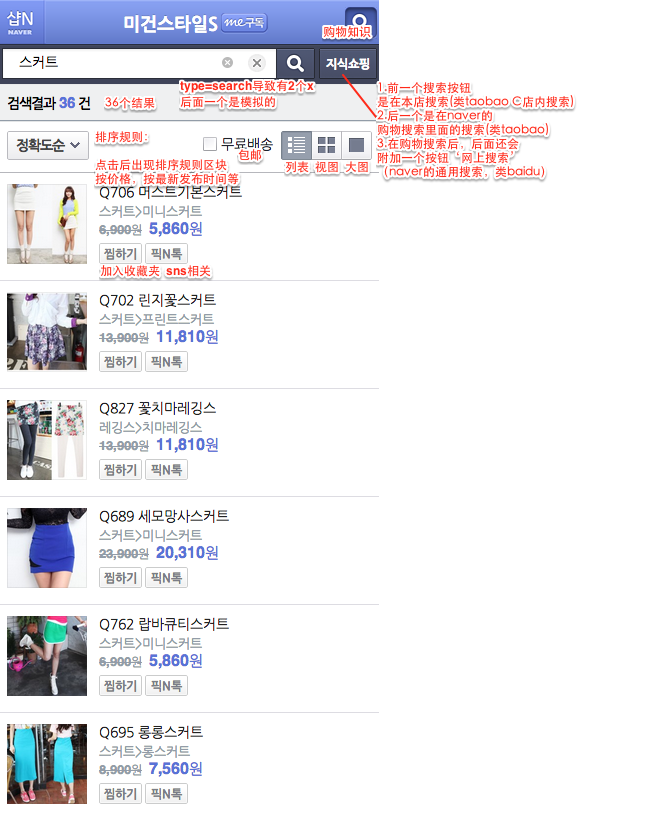 샵N
NAVER
미건스타일S
me구독
购物知识
스커트
지식쇼핑
type=search导致有2个x
后面一个是模拟的
검색결과 36 건
36个结果
1.前一个搜索按钮
是在本店搜索(类taobao C店内搜索)
2.后一个是在naver的
购物搜索里面的搜索(类taobao)
3.在购物搜索后，后面还会
附加一个按钮“网上搜索”
（naver的通用搜索，类baidu)
정확도순
排序规则：
무료배송
包邮
列表
视图
大图
点击后出现排序规则区块
按价格，按最新发布时间等
Q706 머스트기본스커트
스커트>미니스커트
6,900원 5,860원
찜하기 픽N톡
加入收藏夹 sns相关
Q702 린지꽃스커트
스커트>프린트스커트
13,900원 11,810원
찜하기 픽N톡
Q827 꽃치마레깅스
레깅스>치마레깅스
13,900원 11,810원
찜하기 픽N톡
Q689 세모망사스커트
스커트>미니스커트
23,900원 20,310원
찜하기 픽N톡
Q762 랍바큐티스커트
스커트>미니스커트
6,900원 5,860원
찜하기 픽N톡
Q695 롱롱스커트
스커트>롱스커트
8,900원 7,560원
찜하기 픽N톡